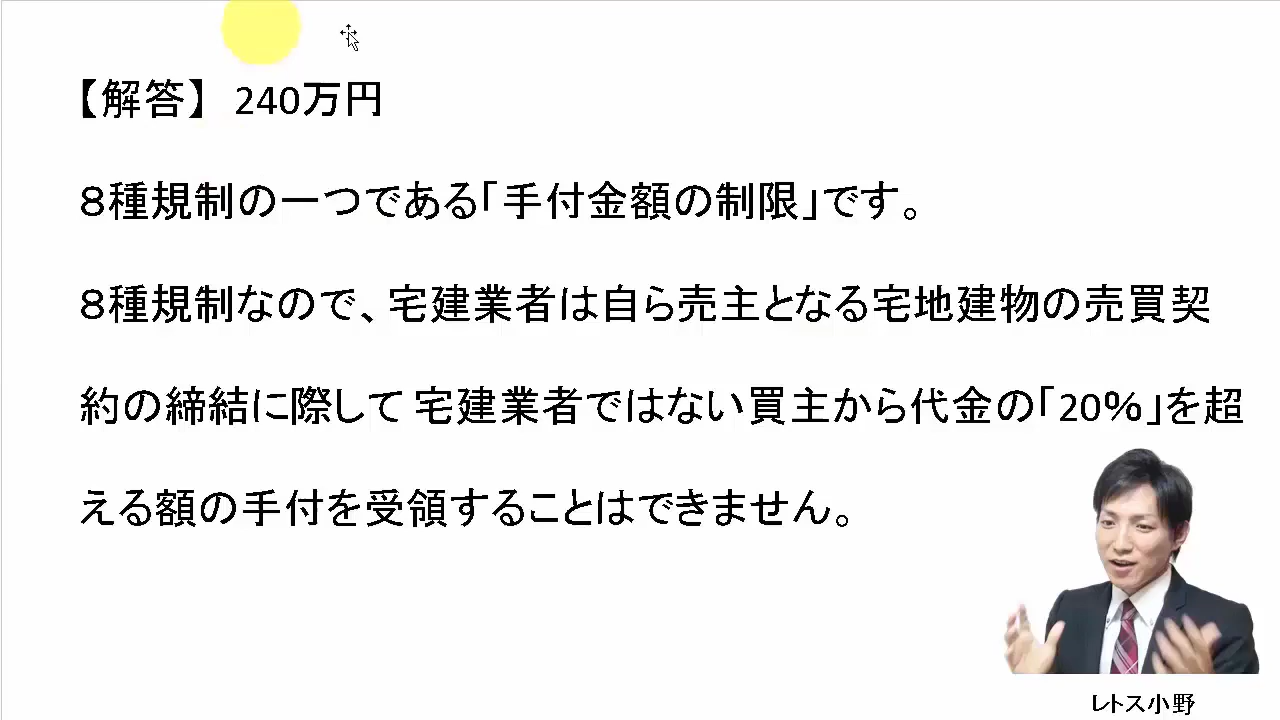 【解答】 240万円
８種規制の一つである「手付金額の制限」です。
８種規制なので、宅建業者は自ら売主となる宅地建物の売買契
約の締結に際して 宅建業者ではない買主から代金の「20％」を超
える額の手付を受領することはできません。
レトス小野